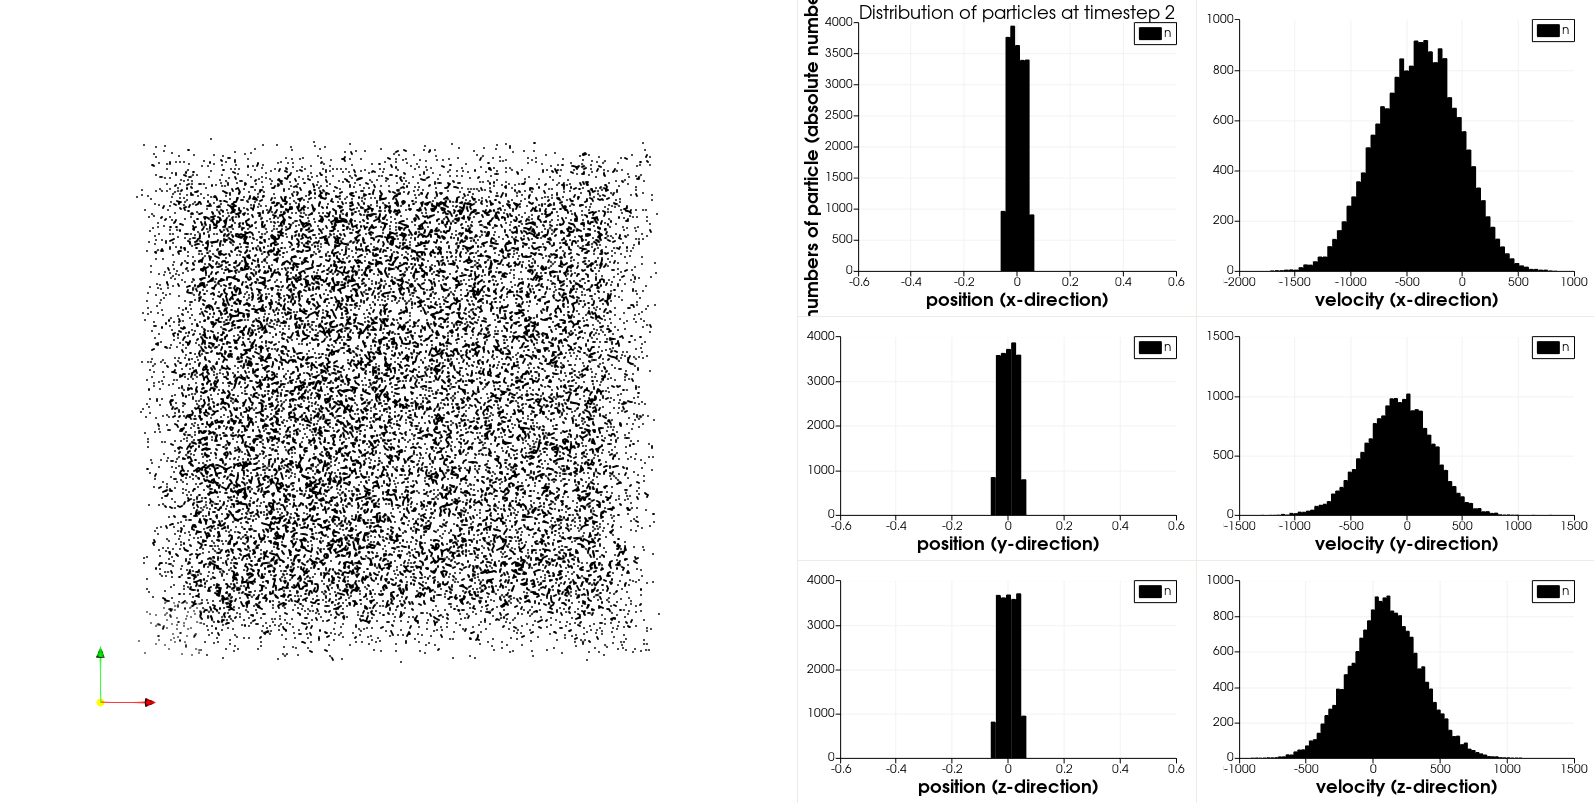 Distribution of particles at timestep 2
numbers of particle (absolute numbe
4000
3500
3000
2500
2000
1500
1000
500
0
n
-0.6 -0.4 -0.2 0 0.2 0.4 0.6
position (x-direction)
1000
800
600
400
200
0
n
-2000 -1500 -1000 -500 0 500 1000
velocity (x-direction)
4000
3000
2000
1000
0
n
-0.6 -0.4 -0.2 0 0.2 0.4 0.6
position (y-direction)
1500
1000
500
0
n
-1500 -1000 -500 0 500 1000 1500
velocity (y-direction)
4000
3000
2000
1000
0
n
-0.6 -0.4 -0.2 0 0.2 0.4 0.6
position (z-direction)
1000
800
600
400
200
0
n
-1000 -500 0 500 1000 1500
velocity (z-direction)